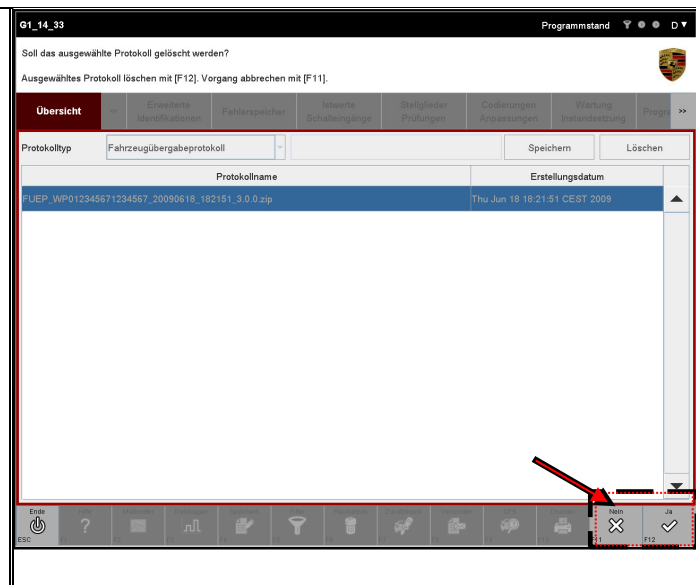 G1_14_33
Programmstand
D
Soll das ausgewählte Protokoll gelöscht werden?
Ausgewähltes Protokoll löschen mit [F12]. Vorgang abbrechen mit [F11].
Übersicht
<<
Erweiterte
Identifikationen
Fehlerspeicher
Istwerte
Schalteingänge
Stellglieder
Prüfungen
Codierungen
Anpassungen
Wartung
Instandsetzung
>>
Protokolltyp
Fahrzeugübergabeprotokoll
Speichern
Löschen
Protokollname
Erstellungsdatum
FUEP_WP012345671234567_20090618_182151_3.0.0.zip
Thu Jun 18 18:21:51 CEST 2009
Ende
ESC
?
Nein
Ja
F12